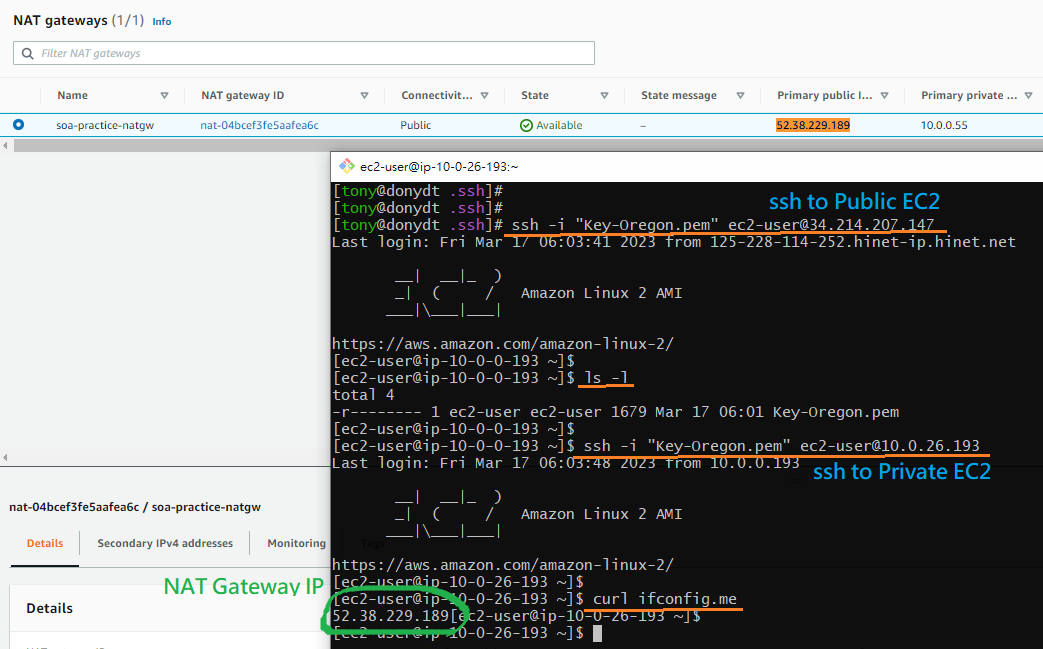 NAT gateways (1/1) Info
Filter NAT gateways
Name NAT gateway ID Connectivit... State State message Primary public I... Primary private ...
soa-practice-natgw nat-04bcef3fe5aafea6c Public Available – 52.38.229.189 10.0.0.55
ec2-user@ip-10-0-26-193:~
[tony@donydt .ssh]#
ssh to Public EC2
[tony@donydt .ssh]#
[tony@donydt .ssh]# ssh -i "Key-Oregon.pem" ec2-user@34.214.207.147
Last login: Fri Mar 17 06:03:41 2023 from 125-228-114-252.hinet-ip.hinet.net
__| __|_ )
_| ( / Amazon Linux 2 AMI
___|\___|___|
https://aws.amazon.com/amazon-linux-2/
[ec2-user@ip-10-0-0-193 ~]$
[ec2-user@ip-10-0-0-193 ~]$ ls -l
total 4
-r-------- 1 ec2-user ec2-user 1679 Mar 17 06:01 Key-Oregon.pem
[ec2-user@ip-10-0-0-193 ~]$
[ec2-user@ip-10-0-0-193 ~]$ ssh -i "Key-Oregon.pem" ec2-user@10.0.26.193
Last login: Fri Mar 17 06:03:48 2023 from 10.0.0.193
ssh to Private EC2
__| __|_ )
_| ( / Amazon Linux 2 AMI
___|\___|___|
https://aws.amazon.com/amazon-linux-2/
[ec2-user@ip-10-0-26-193 ~]$
[ec2-user@ip-10-0-26-193 ~]$ curl ifconfig.me
52.38.229.189[ec2-user@ip-10-0-26-193 ~]$
[ec2-user@ip-10-0-26-193 ~]$
nat-04bcef3fe5aafea6c / soa-practice-natgw
Details Secondary IPv4 addresses Monitoring Tags
NAT Gateway IP
Details